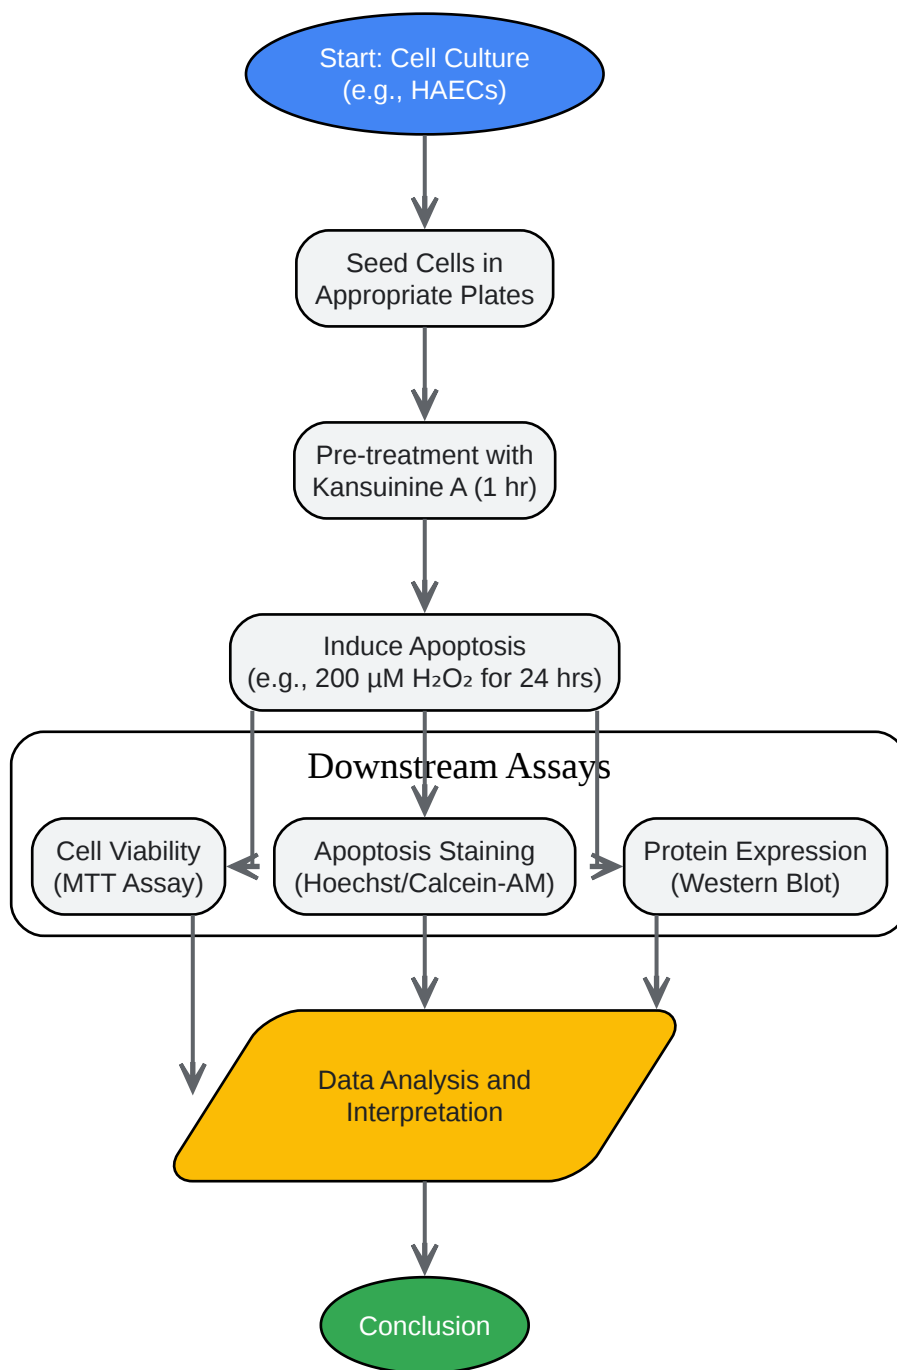 Start: Cell Culture
(e.g., HAECs)
Seed Cells in
Appropriate Plates
Pre-treatment with
Kansuinine A (1 hr)
Induce Apoptosis
(e.g., 200 µM H₂O₂ for 24 hrs)
Downstream Assays
Cell Viability
(MTT Assay)
Apoptosis Staining
(Hoechst/Calcein-AM)
Protein Expression
(Western Blot)
Data Analysis and
Interpretation
Conclusion